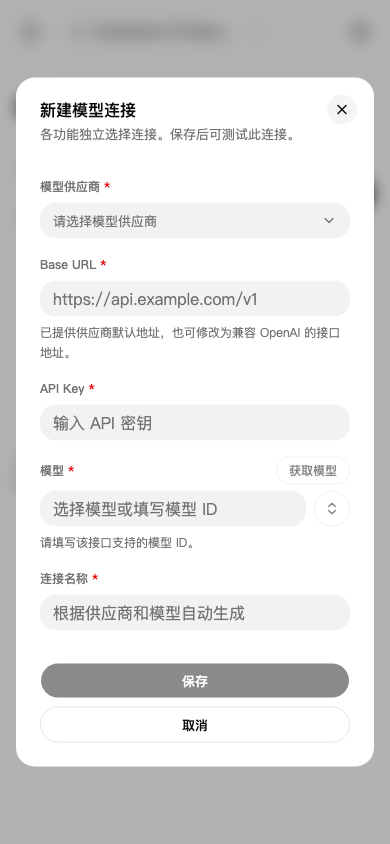 新建模型连接
各功能独立选择连接。保存后可测试此连接。
模型供应商 *
请选择模型供应商
Base URL *
https://api.example.com/v1
已提供供应商默认地址，也可修改为兼容 OpenAI 的接口
地址。
API Key *
输入 API 密钥
模型 *
获取模型
选择模型或填写模型 ID
请填写该接口支持的模型 ID。
连接名称 *
根据供应商和模型自动生成
保存
取消